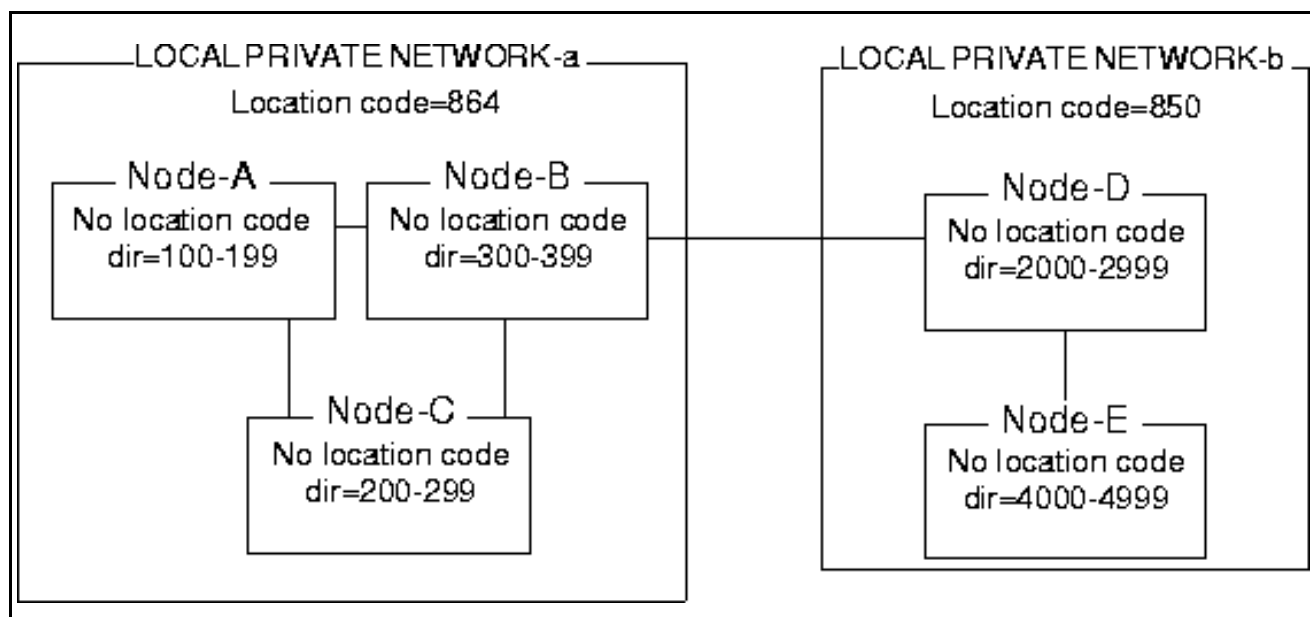 LOCAL PRIVATE NETWORK-a
Location code=864
Node-A
No location code
dir=100-199
Node-B
No location code
dir=300-399
Node-C
No location code
dir=200-299
LOCAL PRIVATE NETWORK-b
Location code=850
Node-D
No location code
dir=2000-2999
Node-E
No location code
dir=4000-4999